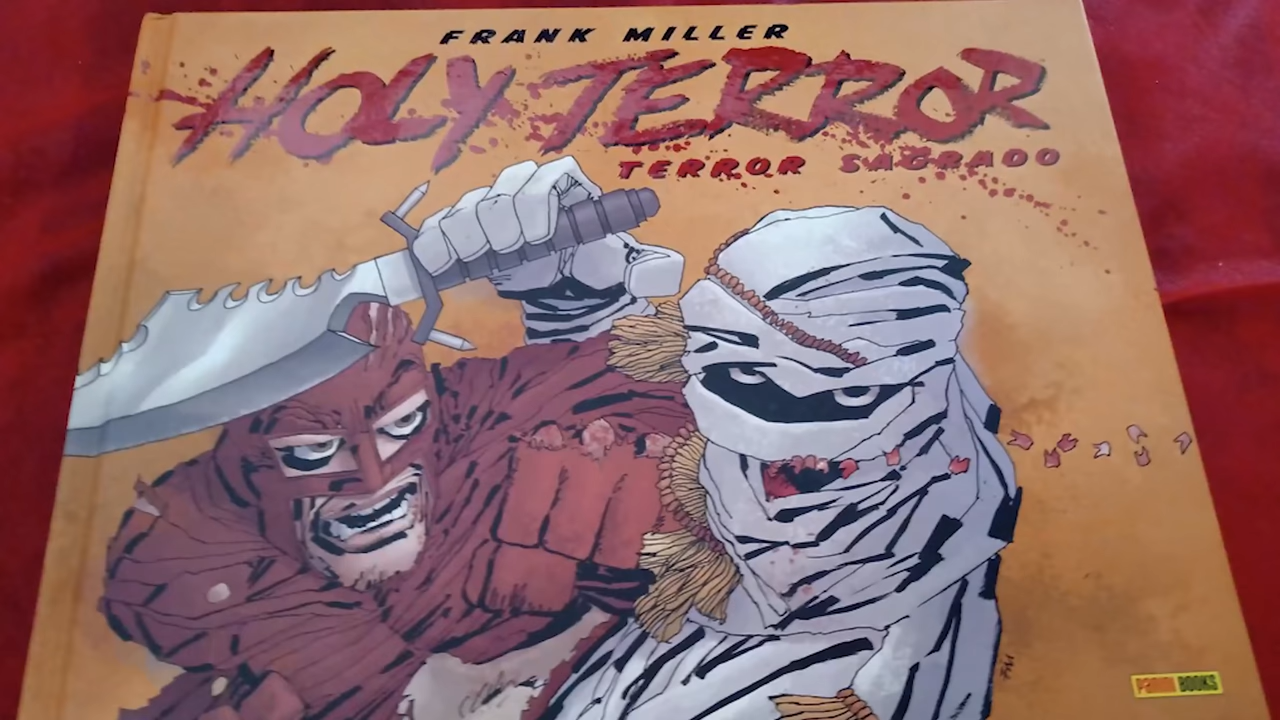 FRANK MILLER
HOLY TERROR
TERROR SAGRADO
PANINI BOOKS